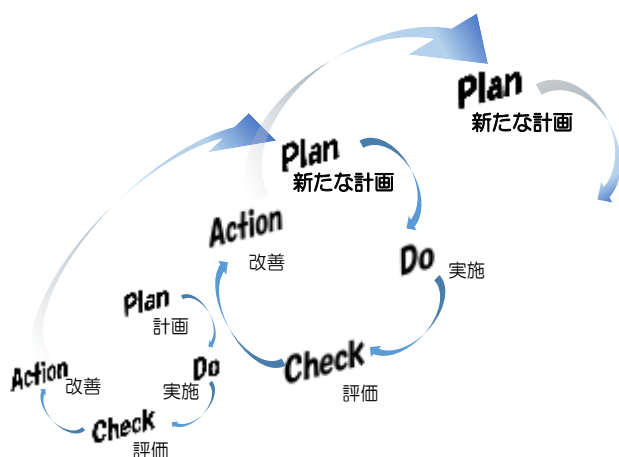 Plan
計画
Do
実施
Check
評価
Action
改善
Plan
新たな計画
Do
実施
Check
評価
Action
改善
Plan
新たな計画